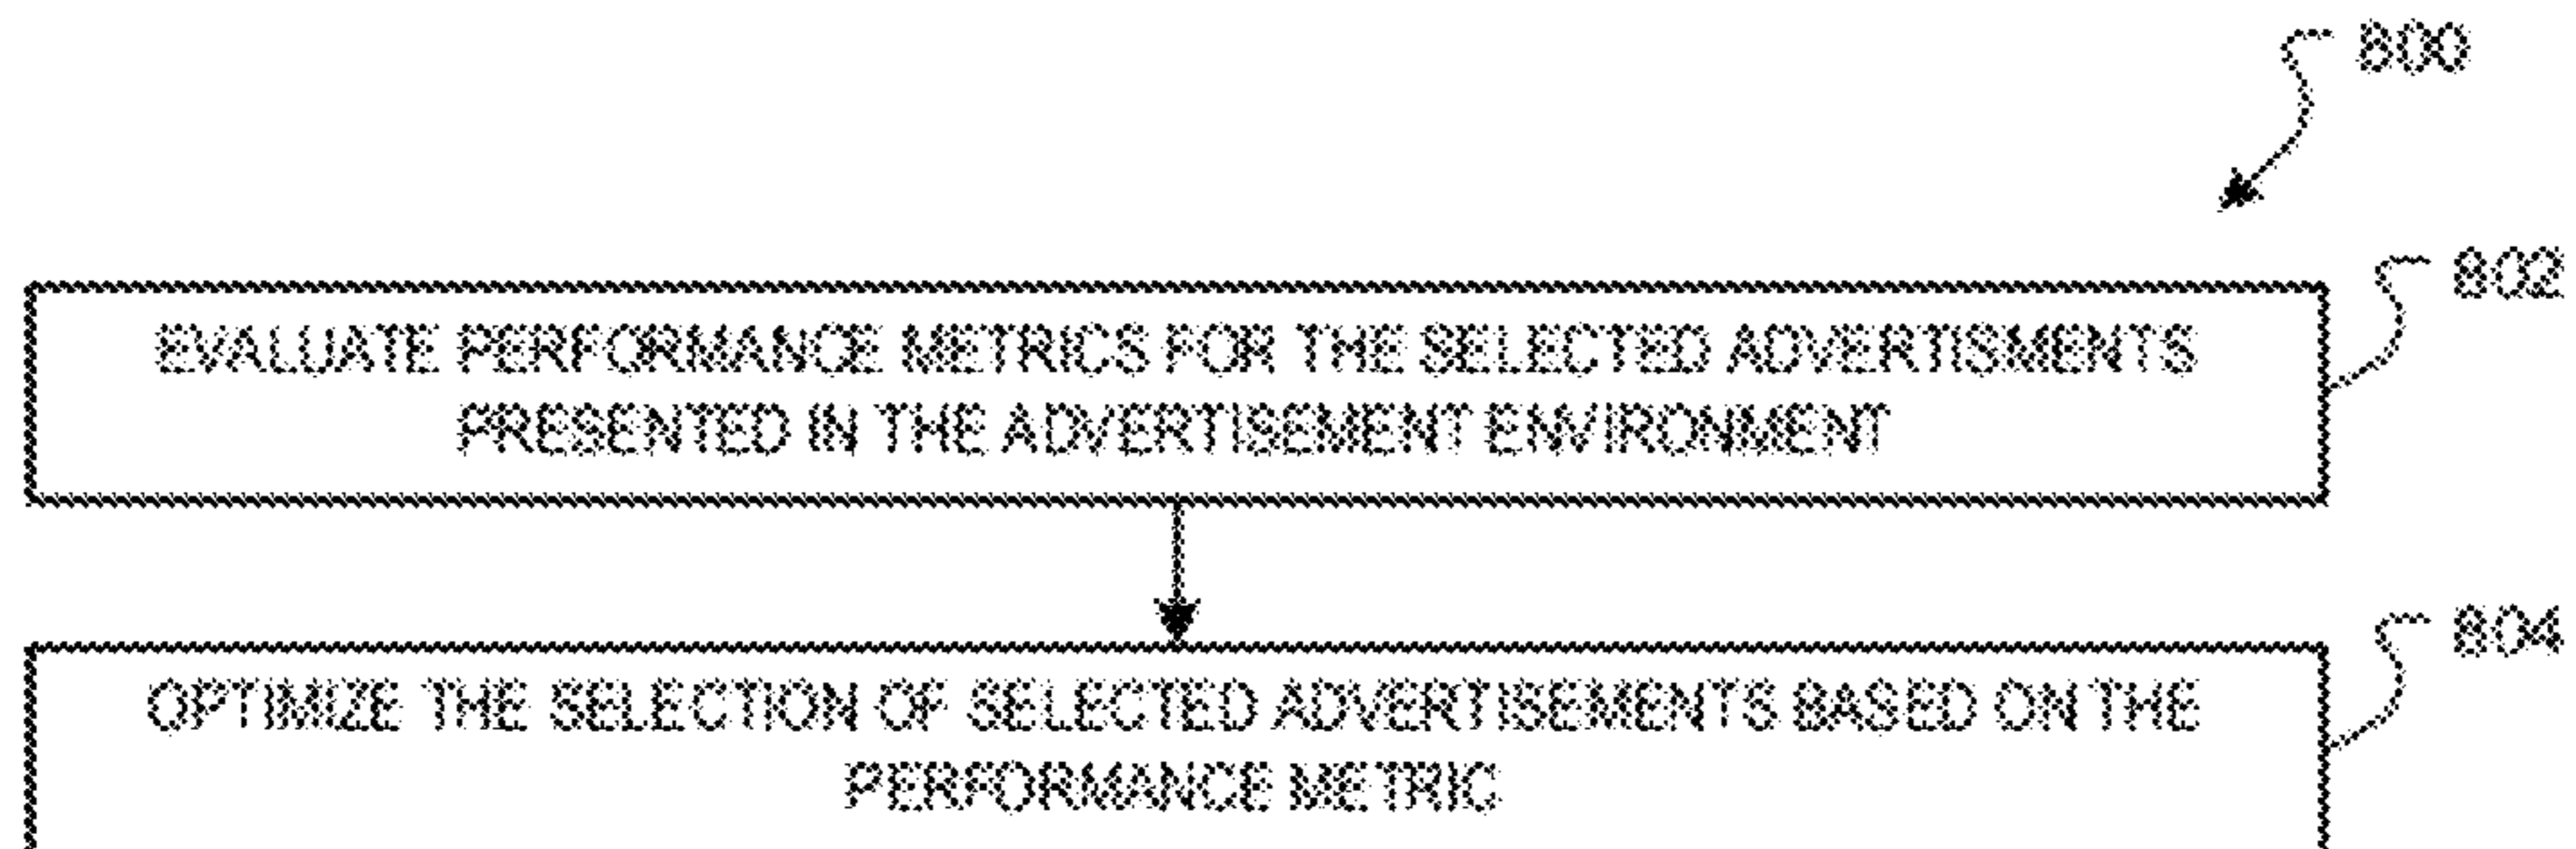 800
802
EVALUATE PERFORMANCE METRICS FOR THE SELECTED ADVERTISMENTS
PRESENTED IN THE ADVERTISEMENT ENVIRONMENT
804
OPTIMIZE THE SELECTION OF SELECTED ADVERTISEMENTS BASED ON THE
PERFORMANCE METRIC